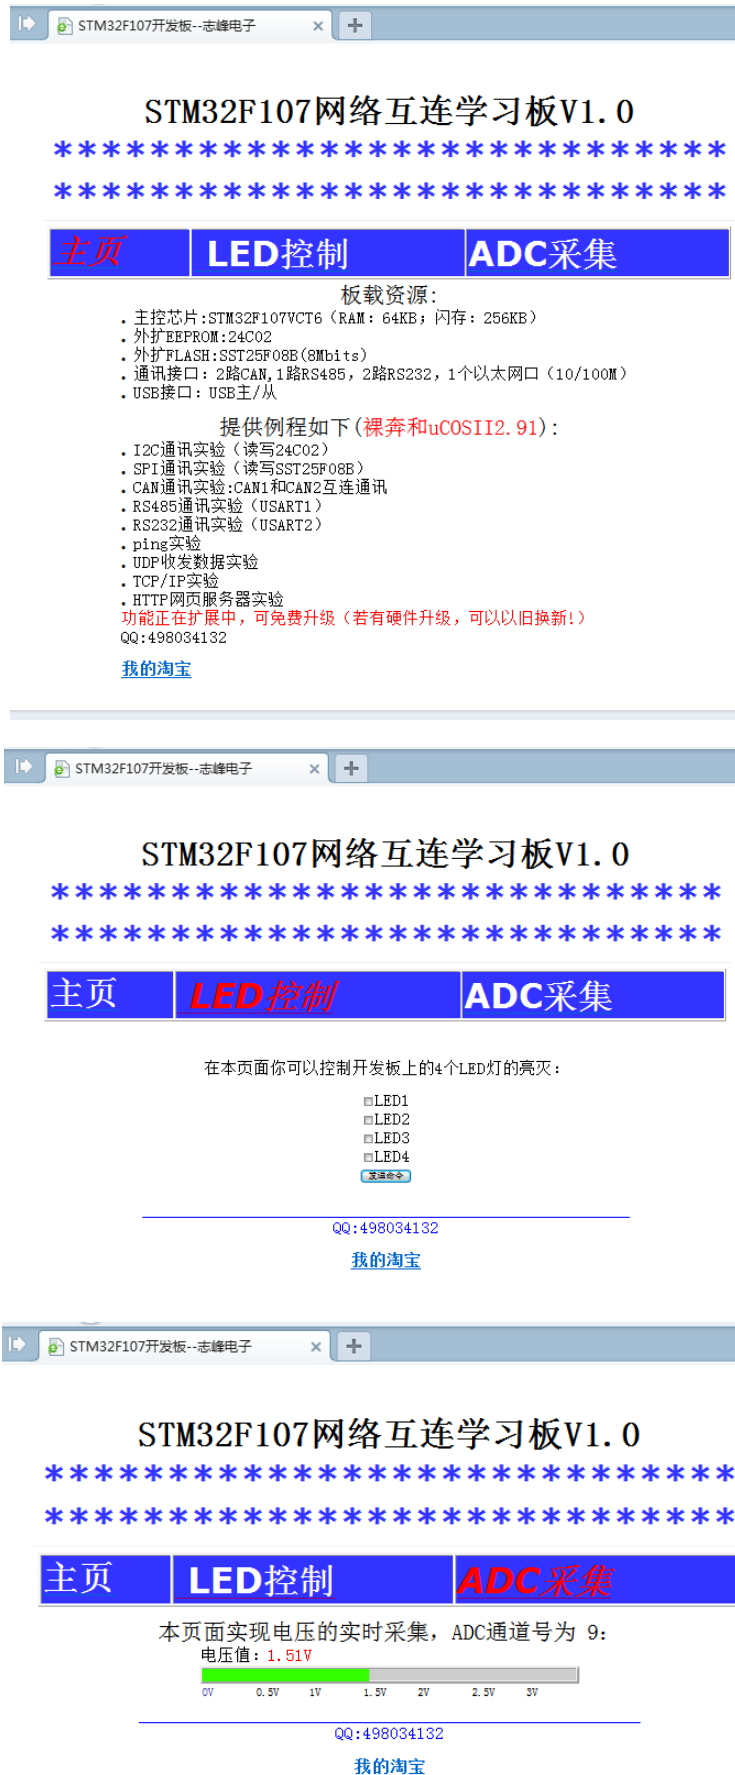 STM32F107开发板--志峰电子
STM32F107网络互连学习板V1.0
****************************
****************************
主页 LED控制 ADC采集
板载资源:
. 主控芯片:STM32F107VCT6（RAM: 64KB; 闪存: 256KB）
. 外扩EEPROM:24C02
. 外扩FLASH:SST25F08B(8Mbits)
. 通讯接口: 2路CAN,1路RS485, 2路RS232, 1个以太网口（10/100M）
. USB接口: USB主/从
提供例程如下(裸奔和uCOSII2.91):
. I2C通讯实验（读写24C02）
. SPI通讯实验（读写SST25F08B）
. CAN通讯实验:CAN1和CAN2互连通讯
. RS485通讯实验（USART1）
. RS232通讯实验（USART2）
. ping实验
. UDP收发数据实验
. TCP/IP实验
. HTTP网页服务器实验
功能正在扩展中, 可免费升级（若有硬件升级, 可以以旧换新!）
QQ:498034132
我的淘宝
STM32F107开发板--志峰电子
STM32F107网络互连学习板V1.0
****************************
****************************
主页 LED控制 ADC采集
在本页面你可以控制开发板上的4个LED灯的亮灭:
LED1
LED2
LED3
LED4
发送命令
QQ:498034132
我的淘宝
STM32F107开发板--志峰电子
STM32F107网络互连学习板V1.0
****************************
****************************
主页 LED控制 ADC采集
本页面实现电压的实时采集, ADC通道号为 9:
电压值: 1.51V
0V 0.5V 1V 1.5V 2V 2.5V 3V
QQ:498034132
我的淘宝